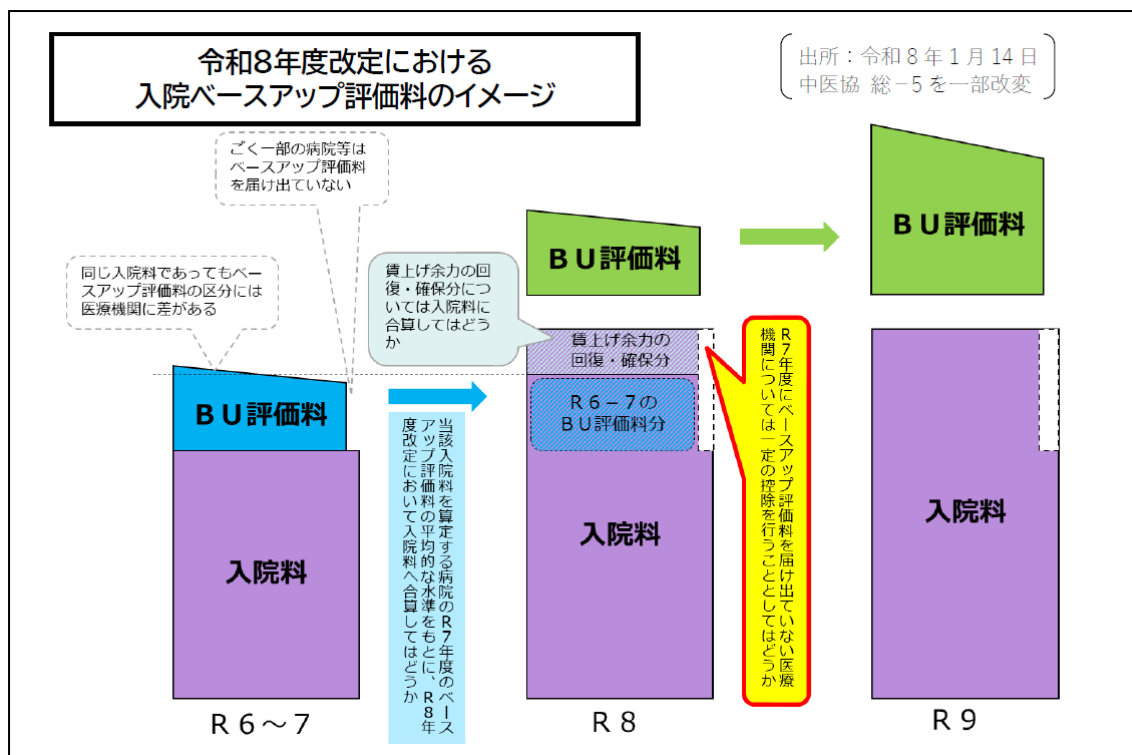 令和8年度改定における
入院ベースアップ評価料のイメージ
出所：令和8年1月14日
中医協 総－5を一部改変
ごく一部の病院等は
ベースアップ評価料
を届け出ていない
同じ入院料であってもベー
スアップ評価料の区分には
医療機関に差がある
ＢＵ評価料
入院料
Ｒ６～７
当該入院料を算定する病院のR7年度のベース
アップ評価料の平均的な水準をもとに、R8年
度改定において入院料へ合算してはどうか
賃上げ余力の回
復・確保分につ
いては入院料に
合算してはどう
か
ＢＵ評価料
賃上げ余力の
回復・確保分
Ｒ６－７の
ＢＵ評価料分
入院料
Ｒ８
R7年度にベースアップ評価料を届け出ていない医療
機関については一定の控除を行うこととしてはどうか
ＢＵ評価料
入院料
Ｒ９